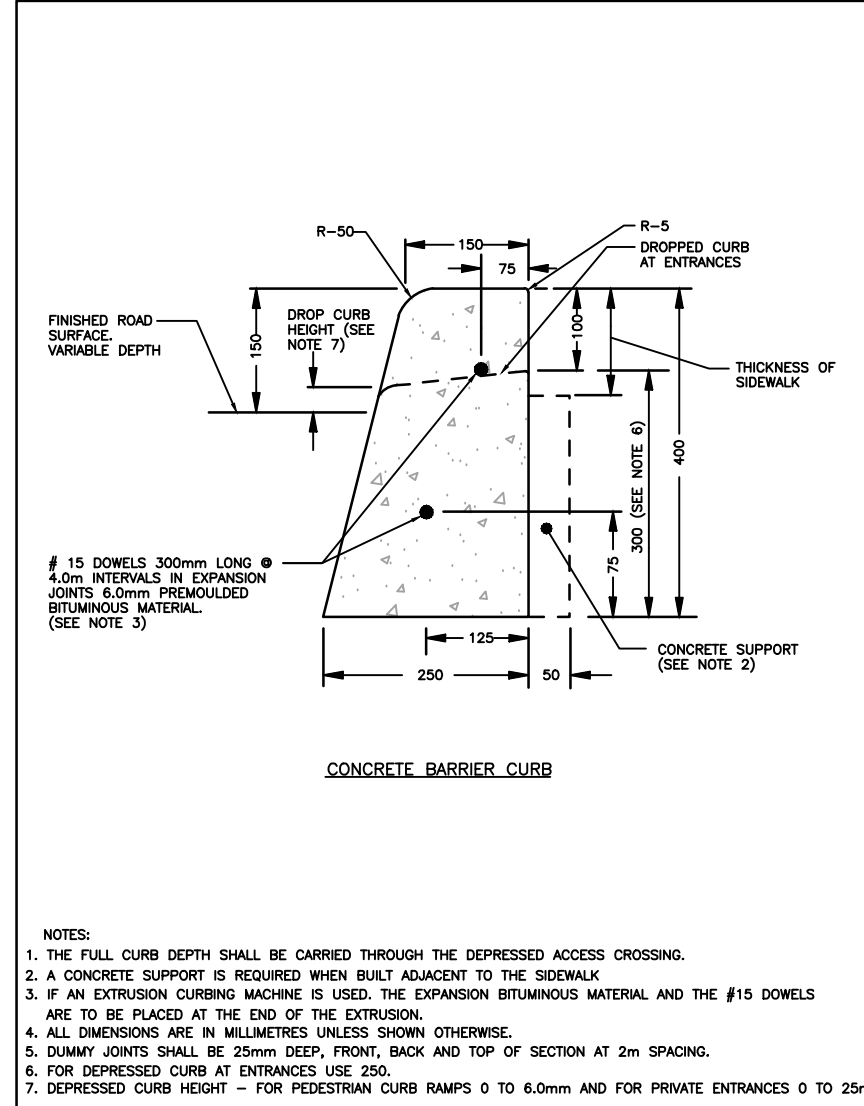 R-50
150
R-5
75
DROPPED CURB
AT ENTRANCES
FINISHED ROAD
SURFACE.
VARIABLE DEPTH
150
DROP CURB
HEIGHT (SEE
NOTE 7)
100
THICKNESS OF
SIDEWALK
300 (SEE NOTE 6)
400
75
# 15 DOWELS 300mm LONG @
4.0m INTERVALS IN EXPANSION
JOINTS 6.0mm PREMOULDED
BITUMINOUS MATERIAL.
(SEE NOTE 3)
125
250
50
CONCRETE SUPPORT
(SEE NOTE 2)
CONCRETE BARRIER CURB
NOTES:
1. THE FULL CURB DEPTH SHALL BE CARRIED THROUGH THE DEPRESSED ACCESS CROSSING.
2. A CONCRETE SUPPORT IS REQUIRED WHEN BUILT ADJACENT TO THE SIDEWALK
3. IF AN EXTRUSION CURBING MACHINE IS USED. THE EXPANSION BITUMINOUS MATERIAL AND THE #15 DOWELS
ARE TO BE PLACED AT THE END OF THE EXTRUSION.
4. ALL DIMENSIONS ARE IN MILLIMETRES UNLESS SHOWN OTHERWISE.
5. DUMMY JOINTS SHALL BE 25mm DEEP, FRONT, BACK AND TOP OF SECTION AT 2m SPACING.
6. FOR DEPRESSED CURB AT ENTRANCES USE 250.
7. DEPRESSED CURB HEIGHT – FOR PEDESTRIAN CURB RAMPS 0 TO 6.0mm AND FOR PRIVATE ENTRANCES 0 TO